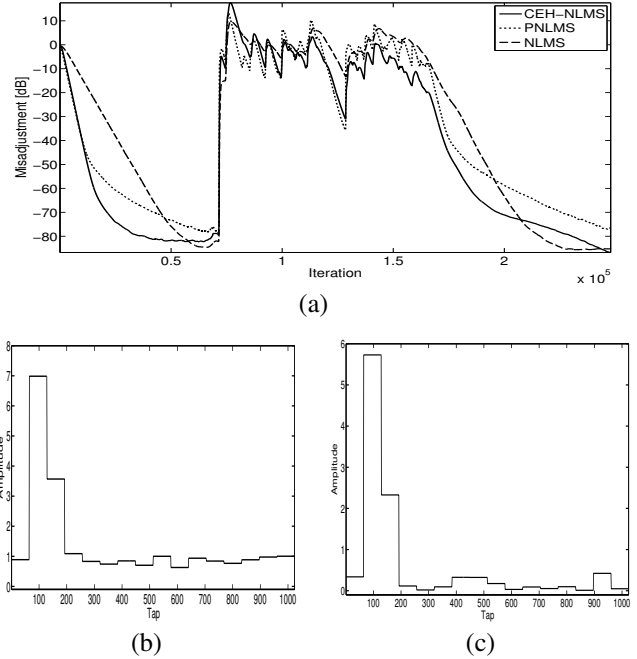 10
0
−10
−20
−30
−40
−50
−60
−70
−80
Misadjustment [dB]
CEH−NLMS
PNLMS
NLMS
0.5 1 1.5 2
Iteration
x 10^5
(a)
8
7
6
5
4
3
2
1
0
Amplitude
100 200 300 400 500 600 700 800 900 1000
Tap
(b)
6
5
4
3
2
1
0
Amplitude
100 200 300 400 500 600 700 800 900 1000
Tap
(c)